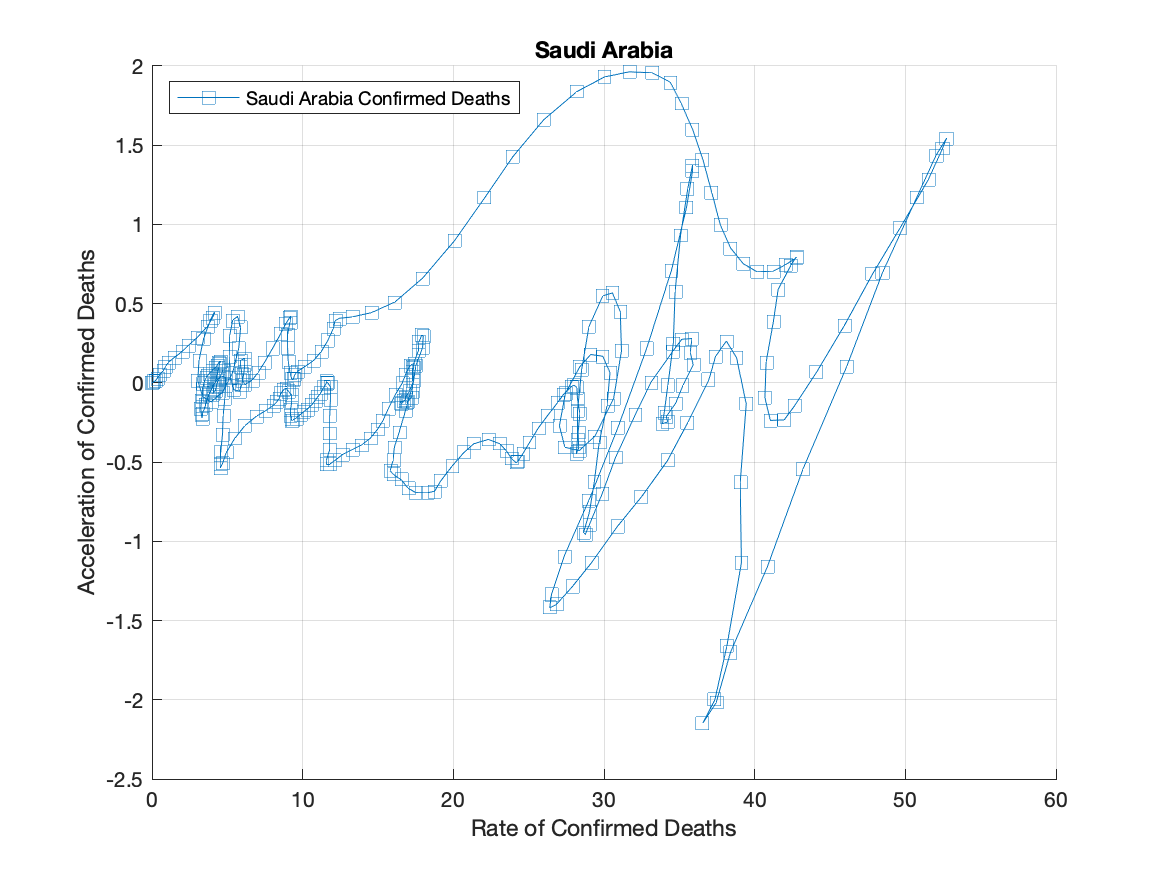 Saudi Arabia
Saudi Arabia Confirmed Deaths
2
1.5
1
0.5
0
-0.5
-1
-1.5
-2
-2.5
Acceleration of Confirmed Deaths
0 10 20 30 40 50 60
Rate of Confirmed Deaths